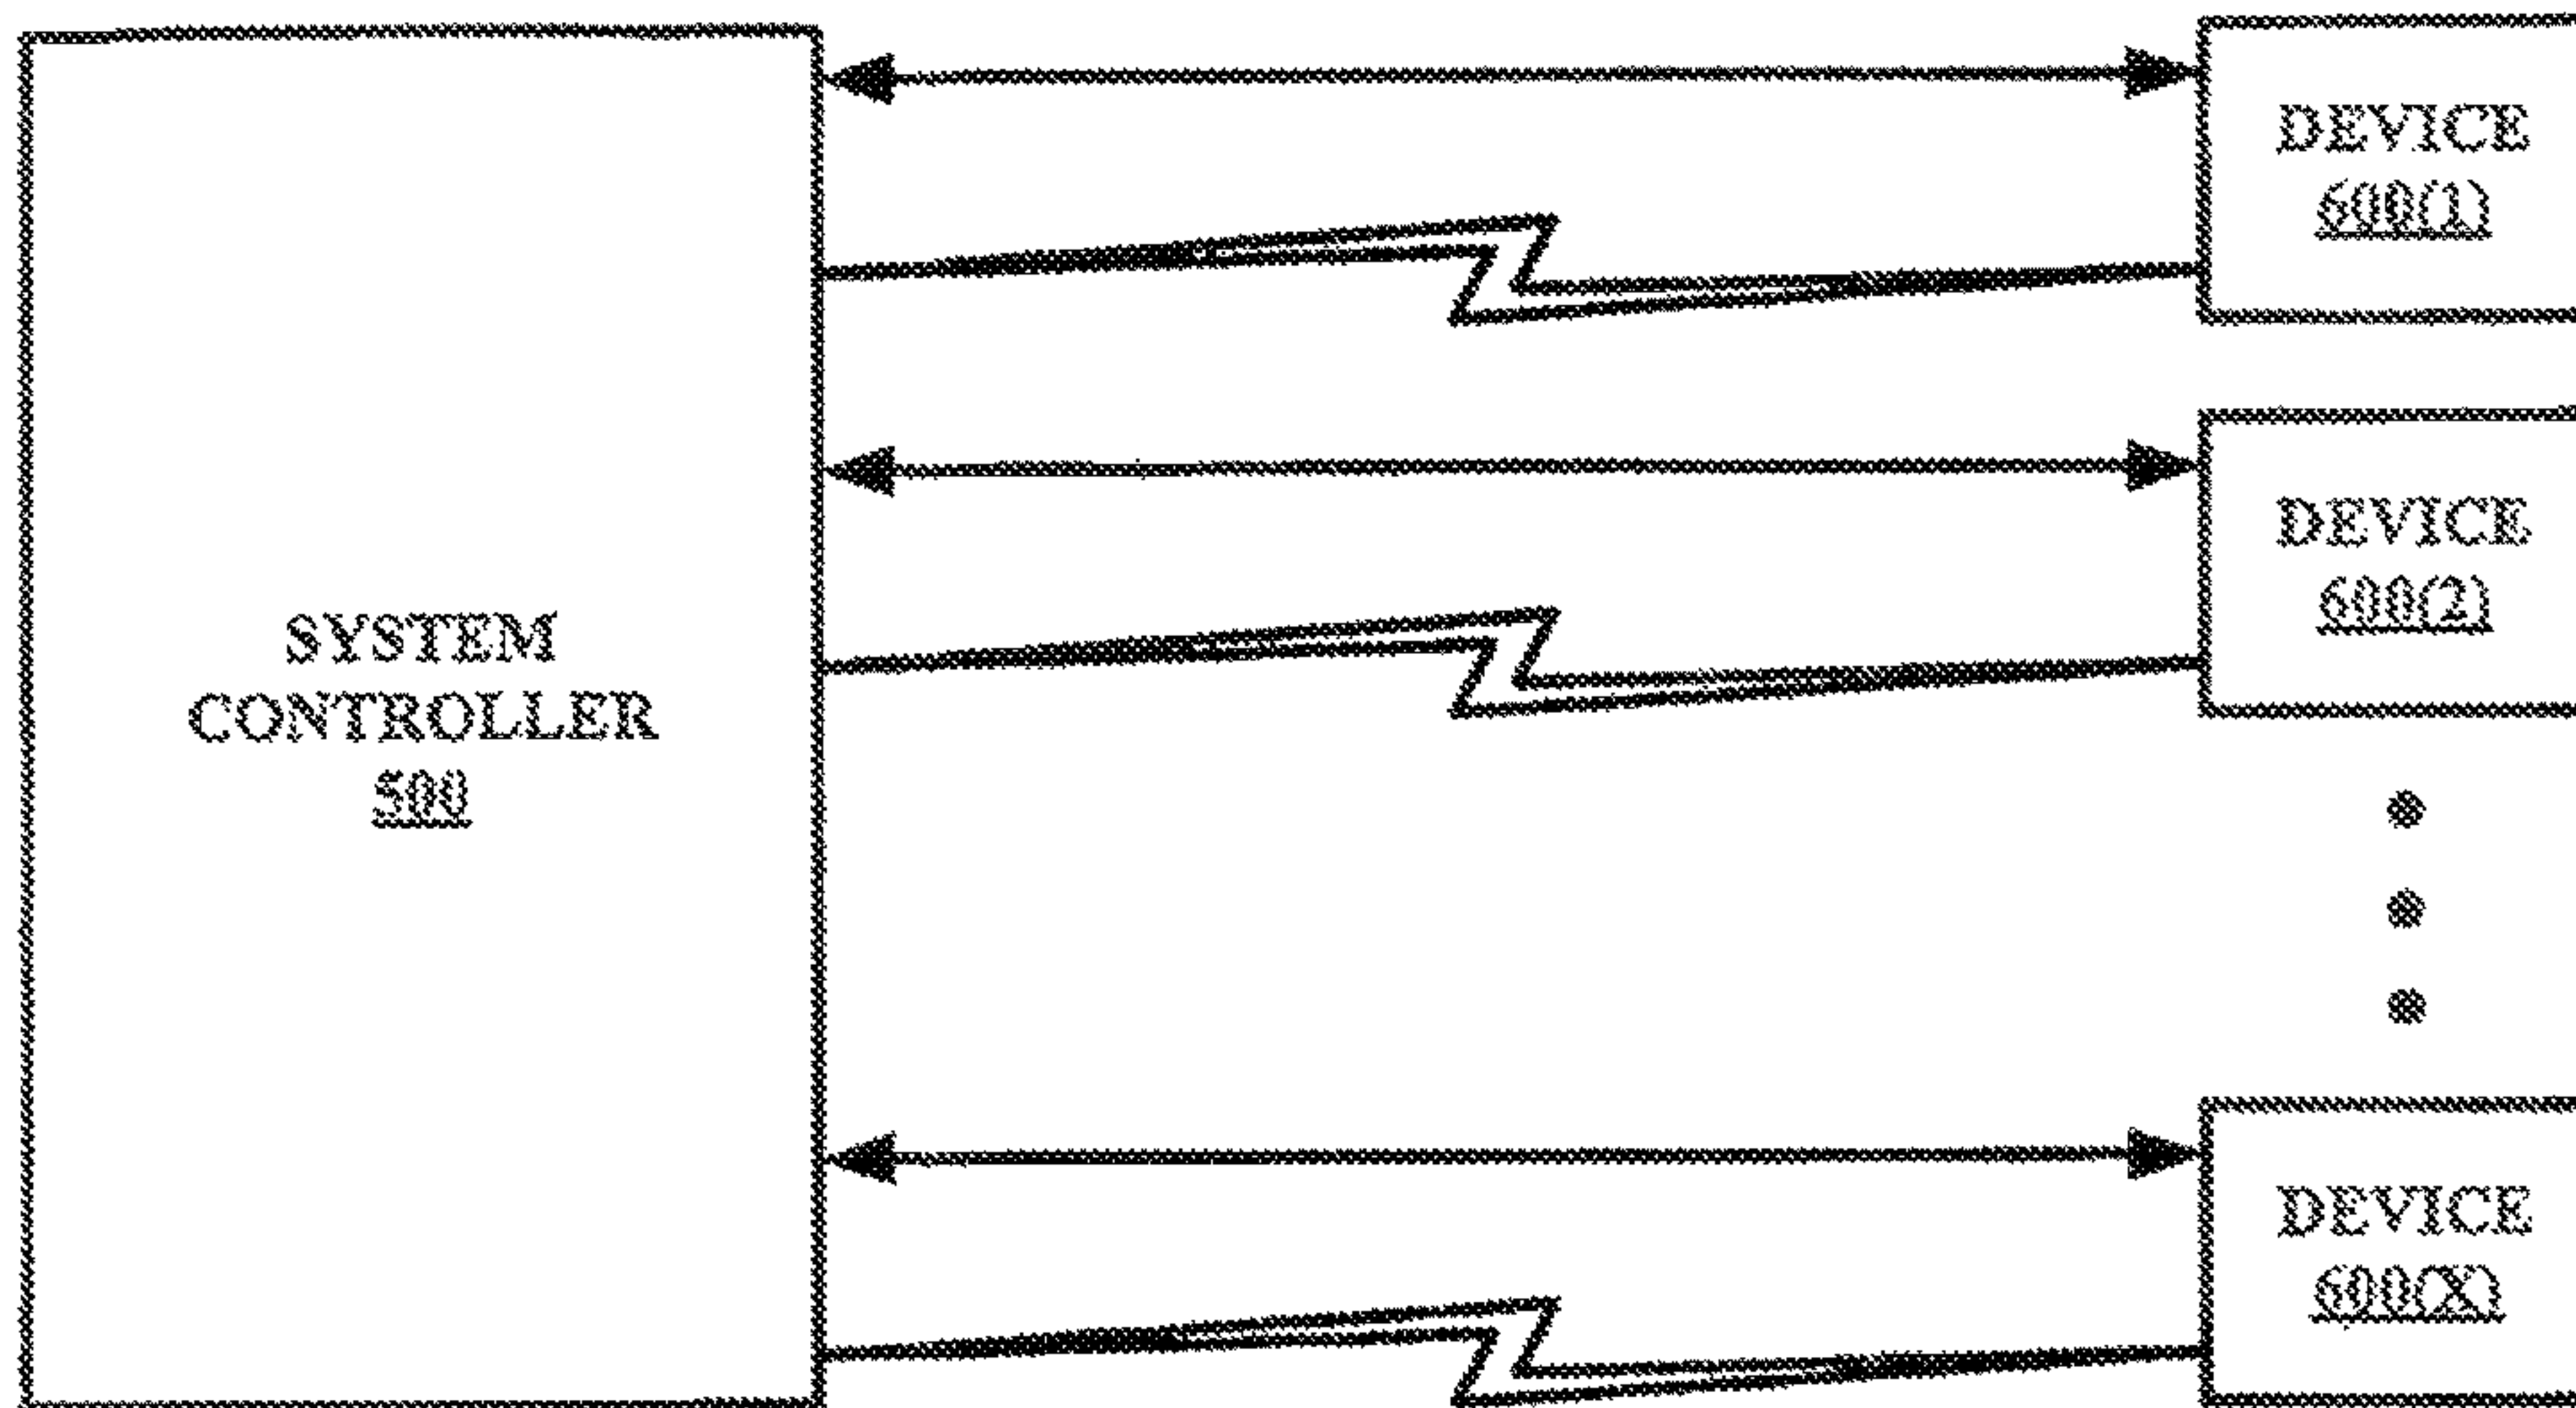 DEVICE
600(1)
DEVICE
600(2)
SYSTEM
CONTROLLER
500
DEVICE
600(X)